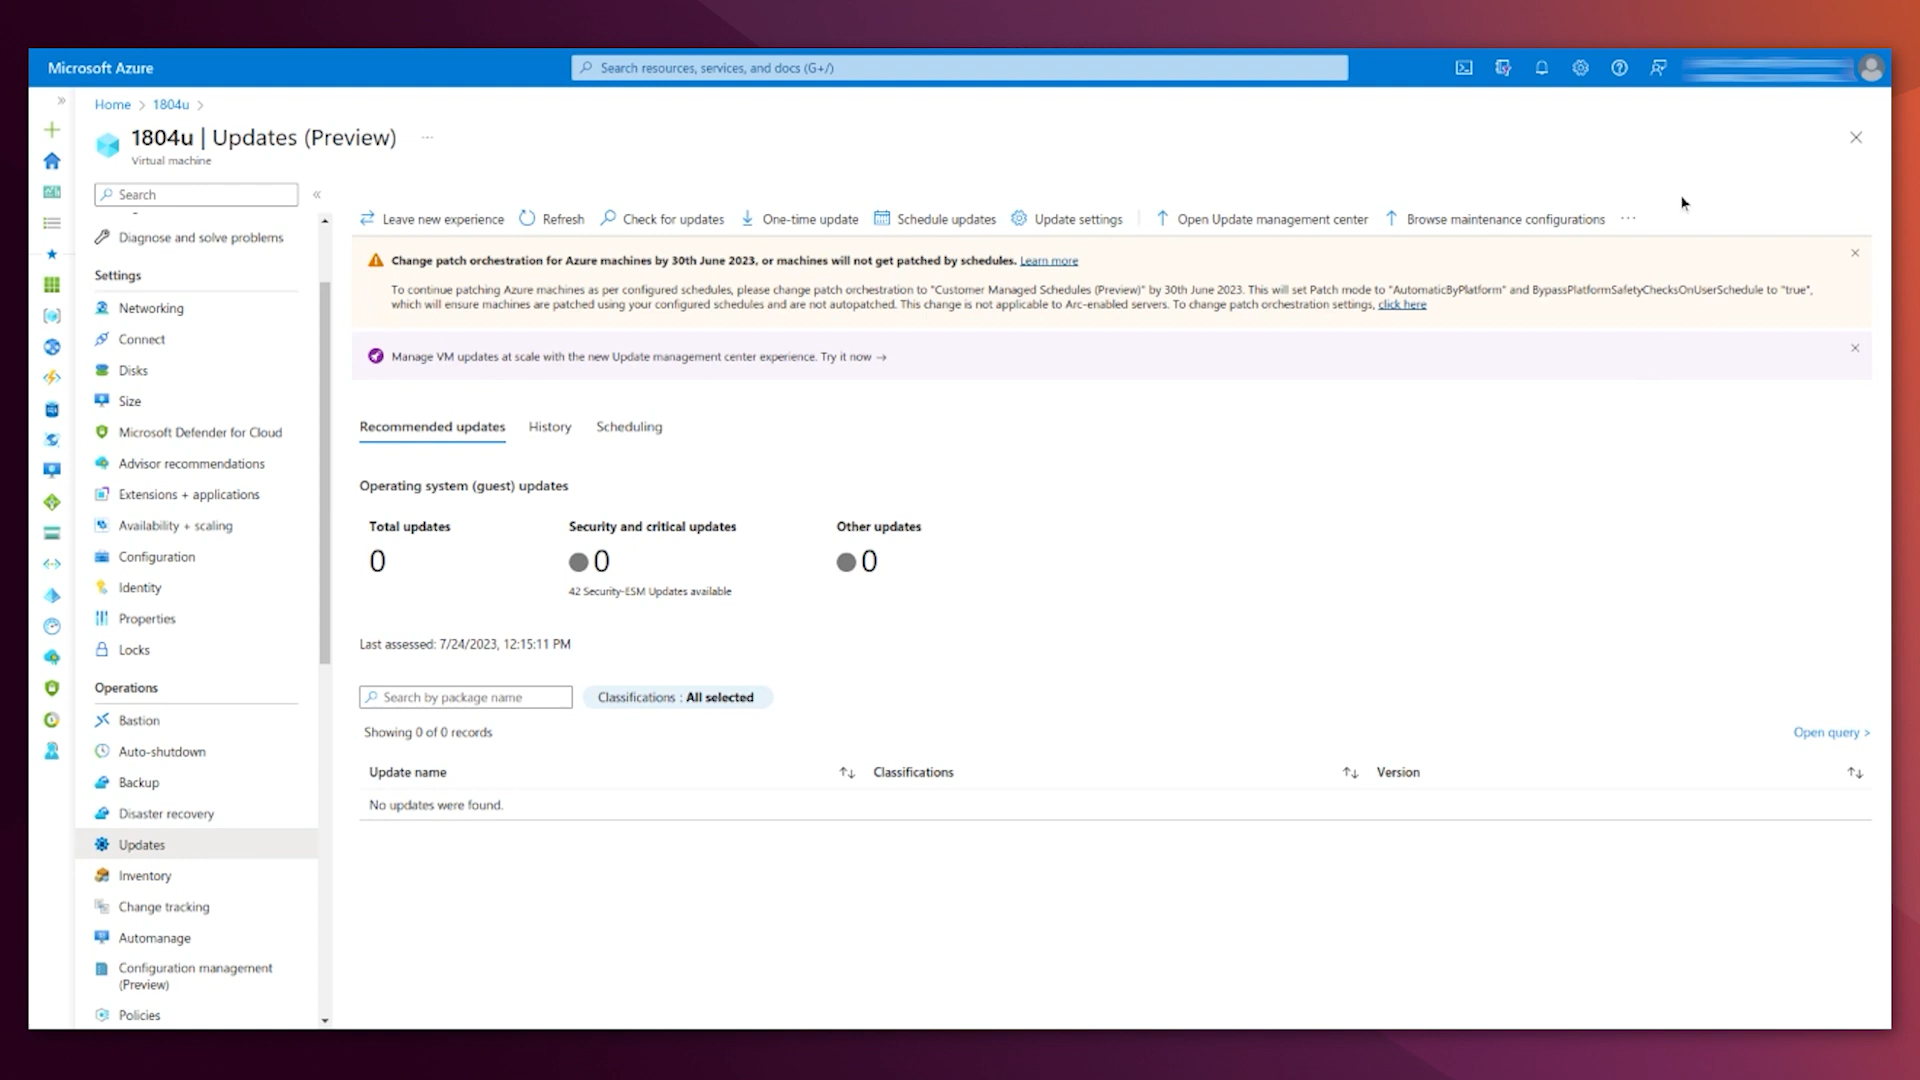 Microsoft Azure
Search resources, services, and docs (G+/)
Home > 1804u >
1804u | Updates (Preview) ...
Virtual machine
Search
Diagnose and solve problems
Settings
Networking
Connect
Disks
Size
Microsoft Defender for Cloud
Advisor recommendations
Extensions + applications
Availability + scaling
Configuration
Identity
Properties
Locks
Operations
Bastion
Auto-shutdown
Backup
Disaster recovery
Updates
Inventory
Change tracking
Automanage
Configuration management
(Preview)
Policies
Leave new experience Refresh Check for updates One-time update Schedule updates Update settings Open Update management center Browse maintenance configurations ...
Change patch orchestration for Azure machines by 30th June 2023, or machines will not get patched by schedules. Learn more
To continue patching Azure machines as per configured schedules, please change patch orchestration to "Customer Managed Schedules (Preview)" by 30th June 2023. This will set Patch mode to "AutomaticByPlatform" and BypassPlatformSafetyChecksOnUserSchedule to "true",
which will ensure machines are patched using your configured schedules and are not autopatched. This change is not applicable to Arc-enabled servers. To change patch orchestration settings, click here
Manage VM updates at scale with the new Update management center experience. Try it now →
Recommended updates History Scheduling
Operating system (guest) updates
Total updates Security and critical updates Other updates
0 0 0
42 Security-ESM Updates available
Last assessed: 7/24/2023, 12:15:11 PM
Search by package name Classifications : All selected
Showing 0 of 0 records Open query >
Update name Classifications Version
No updates were found.